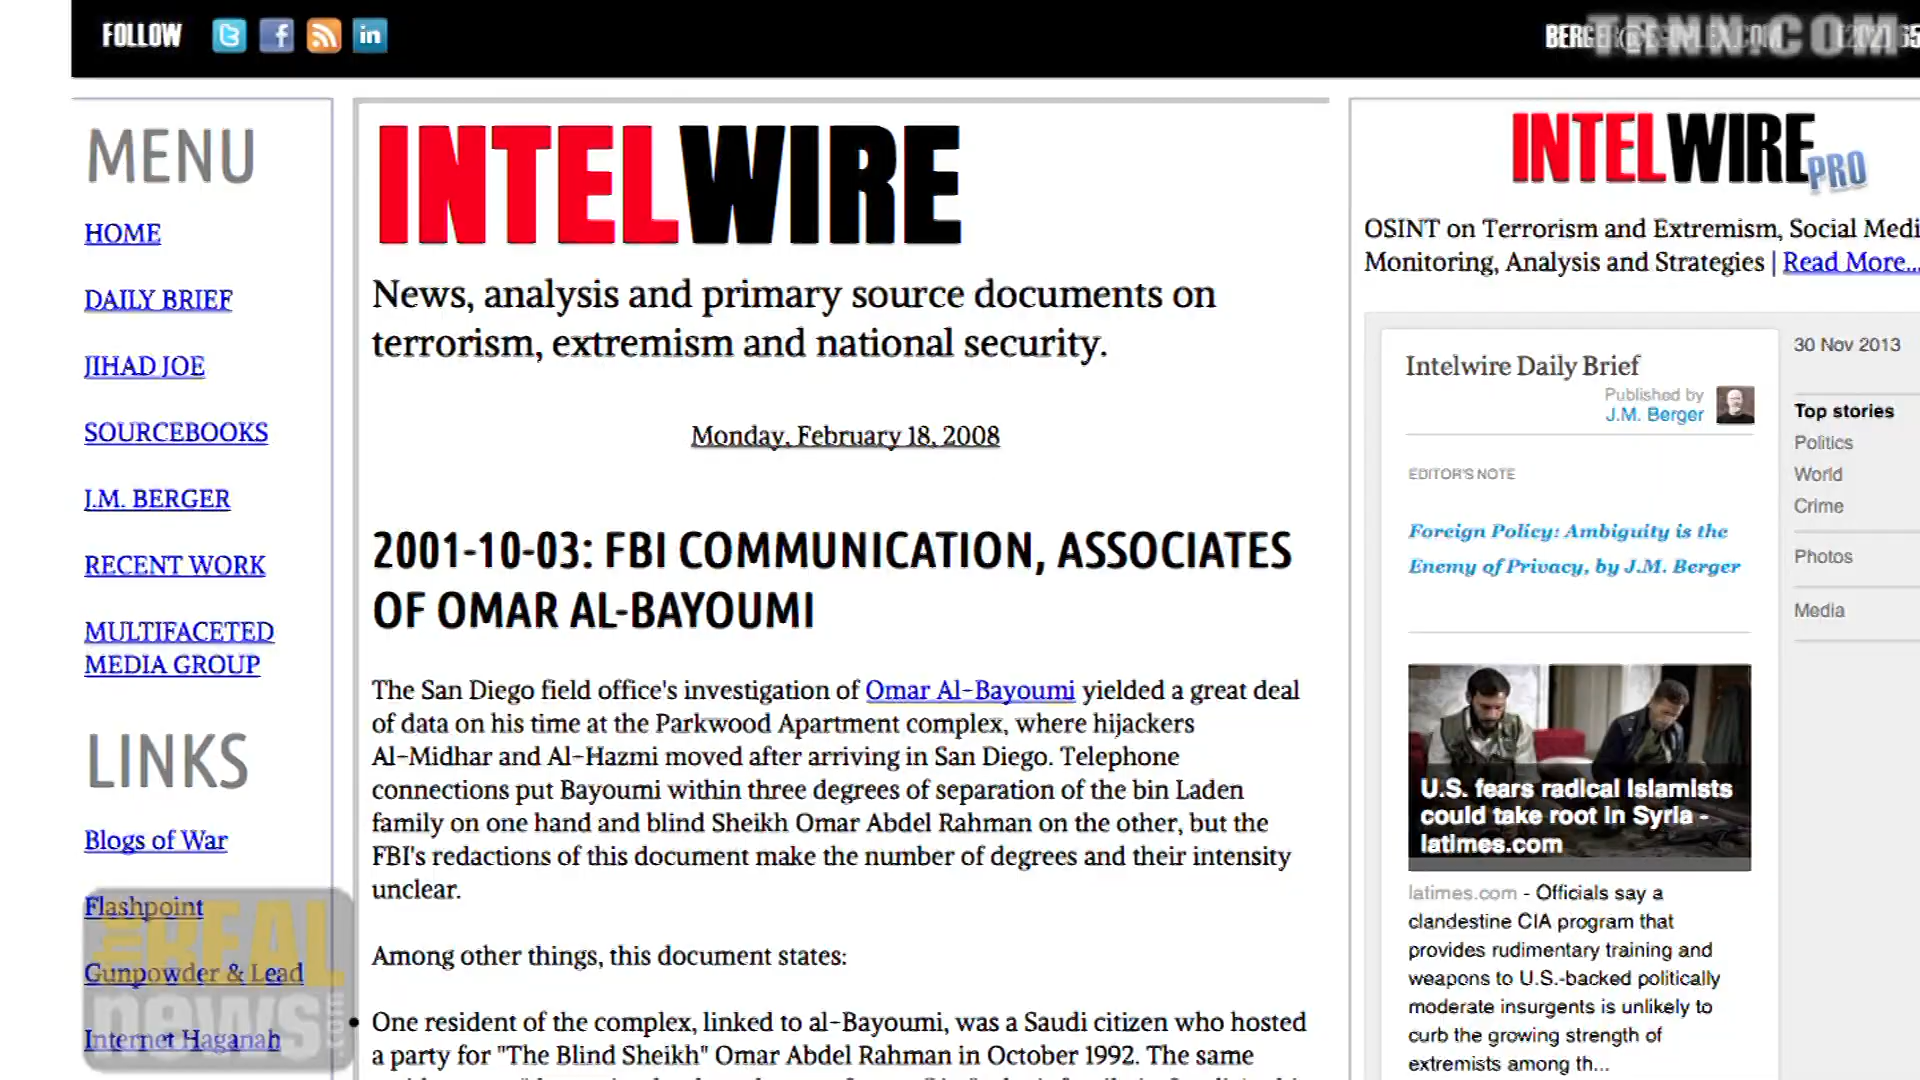 FOLLOW
TRNN.COM
MENU
HOME
DAILY BRIEF
JIHAD JOE
SOURCEBOOKS
J.M. BERGER
RECENT WORK
MULTIFACETED
MEDIA GROUP
LINKS
Blogs of War
Flashpoint
Gunpowder & Lead
Internet Haganah
REAL
news.com
INTELWIRE
News, analysis and primary source documents on
terrorism, extremism and national security.
Monday, February 18, 2008
2001-10-03: FBI COMMUNICATION, ASSOCIATES
OF OMAR AL-BAYOUMI
The San Diego field office's investigation of Omar Al-Bayoumi yielded a great deal
of data on his time at the Parkwood Apartment complex, where hijackers
Al-Midhar and Al-Hazmi moved after arriving in San Diego. Telephone
connections put Bayoumi within three degrees of separation of the bin Laden
family on one hand and blind Sheikh Omar Abdel Rahman on the other, but the
FBI's redactions of this document make the number of degrees and their intensity
unclear.
Among other things, this document states:
• One resident of the complex, linked to al-Bayoumi, was a Saudi citizen who hosted
a party for "The Blind Sheikh" Omar Abdel Rahman in October 1992. The same
INTELWIRE PRO
OSINT on Terrorism and Extremism, Social Medi
Monitoring, Analysis and Strategies | Read More...
Intelwire Daily Brief
Published by
J.M. Berger
EDITOR'S NOTE
Foreign Policy: Ambiguity is the
Enemy of Privacy, by J.M. Berger
U.S. fears radical Islamists
could take root in Syria -
latimes.com
latimes.com - Officials say a
clandestine CIA program that
provides rudimentary training and
weapons to U.S.-backed politically
moderate insurgents is unlikely to
curb the growing strength of
extremists among th...
30 Nov 2013
Top stories
Politics
World
Crime
Photos
Media